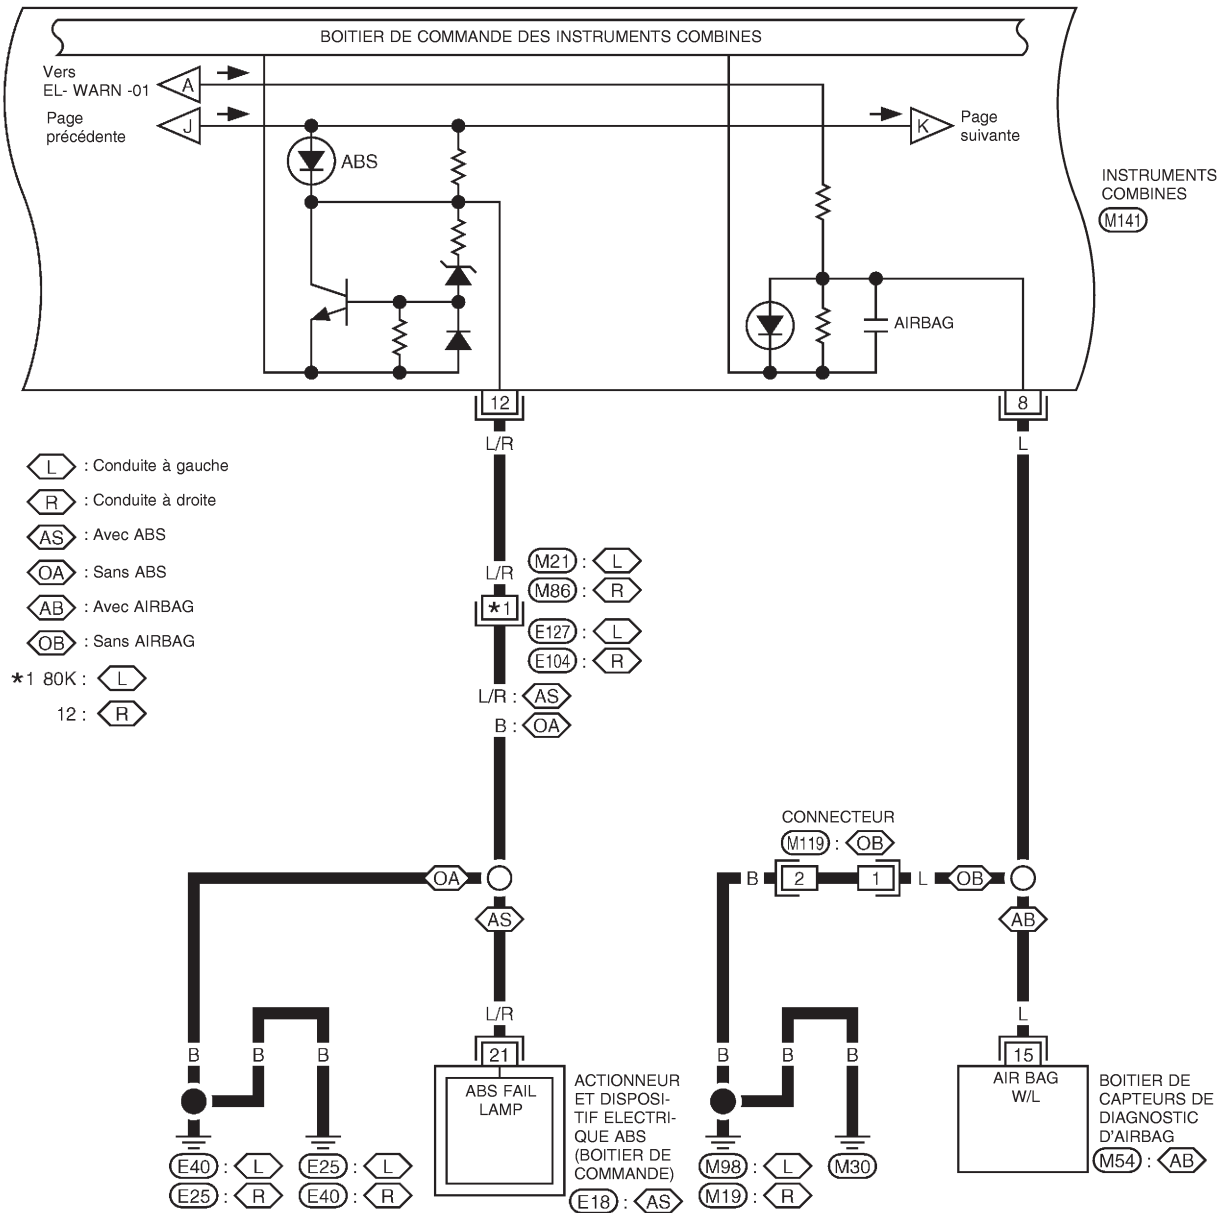 BOITIER DE COMMANDE DES INSTRUMENTS COMBINES
Vers
EL- WARN -01
A
Page
précédente
J
K
Page
suivante
ABS
INSTRUMENTS
COMBINES
M141
AIRBAG
12
8
L/R
L
L : Conduite à gauche
R : Conduite à droite
AS : Avec ABS
OA : Sans ABS
AB : Avec AIRBAG
OB : Sans AIRBAG
*1 80K : L
12 : R
L/R
M21 : L
M86 : R
*1
E127 : L
E104 : R
L/R : AS
B : OA
CONNECTEUR
M119 : OB
OA
B
2
1
L
OB
AS
AB
L/R
L
B
B
B
21
B
B
B
15
ABS FAIL
LAMP
ACTIONNEUR
ET DISPOSI-
TIF ELECTRI-
QUE ABS
(BOITIER DE
COMMANDE)
E18 : AS
AIR BAG
W/L
BOITIER DE
CAPTEURS DE
DIAGNOSTIC
D'AIRBAG
M54 : AB
E40 : L
E25 : R
E25 : L
E40 : R
M98 : L
M19 : R
M30